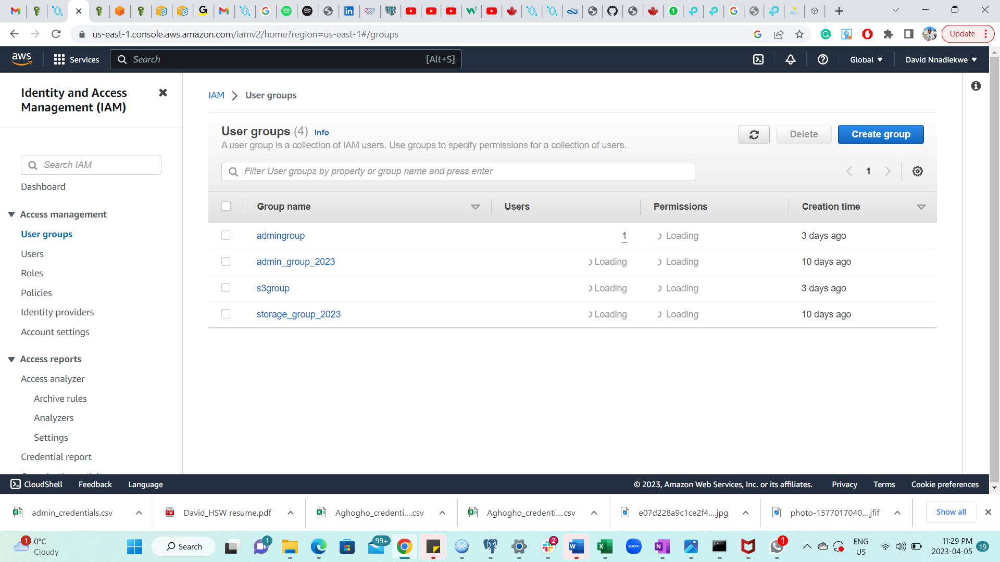 us-east-1.console.aws.amazon.com/iamv2/home?region=us-east-1#/groups
Update
aws
Services
Search
[Alt+S]
Global
David Nnadiekwe
Identity and Access
Management (IAM)
Search IAM
Dashboard
Access management
User groups
Users
Roles
Policies
Identity providers
Account settings
Access reports
Access analyzer
Archive rules
Analyzers
Settings
Credential report
IAM
User groups
User groups (4) Info
A user group is a collection of IAM users. Use groups to specify permissions for a collection of users.
Delete
Create group
Filter User groups by property or group name and press enter
1
Group name Users Permissions Creation time
admingroup 1 Loading 3 days ago
admin_group_2023 Loading Loading 10 days ago
s3group Loading Loading 3 days ago
storage_group_2023 Loading Loading 10 days ago
CloudShell Feedback Language © 2023, Amazon Web Services, Inc. or its affiliates. Privacy Terms Cookie preferences
admin_credentials.csv
David_HSW resume.pdf
Aghogho_credenti....csv
Aghogho_credenti....csv
e07d228a9c1ce2f4....jpg
photo-1577017040....jfif
Show all
1
0°C
Cloudy
Search
1
99+
2
zoom
1
ENG
US
11:29 PM
2023-04-05
19